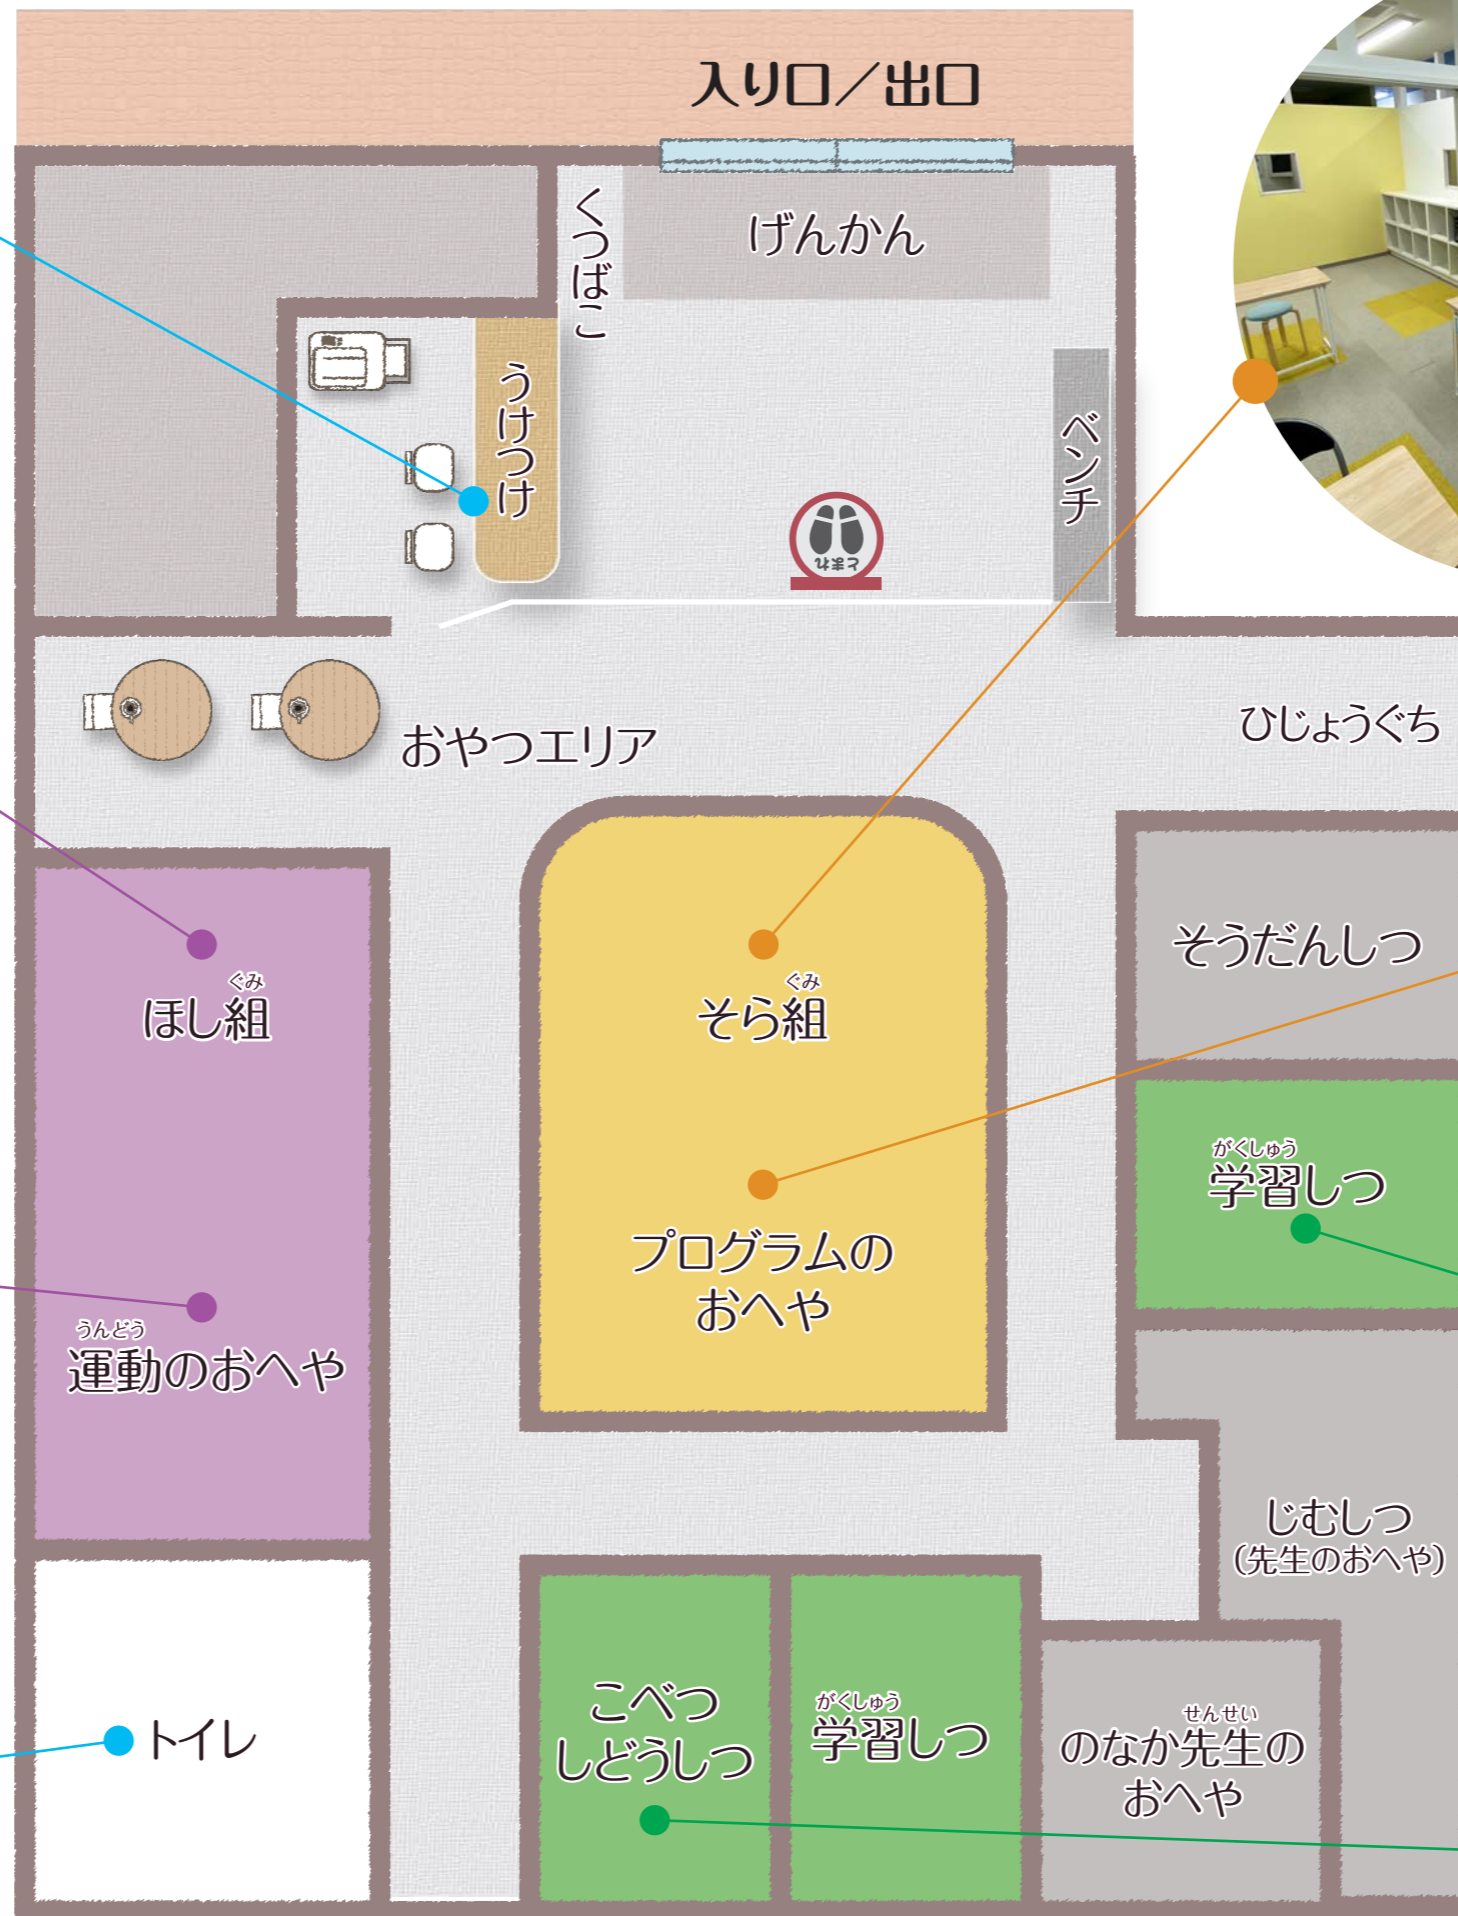 入り口／出口
げんかん
くつばこ
うけつけ
ベンチ
とまれ
おやつエリア
ひじょうぐち
ぐみ
ほし組
ぐみ
そら組
そうだんしつ
がくしゅう
学習しつ
プログラムの
おへや
うんどう
運動のおへや
じむしつ
（先生のおへや）
トイレ
こべつ
しどうしつ
がくしゅう
学習しつ
せんせい
のなか先生の
おへや